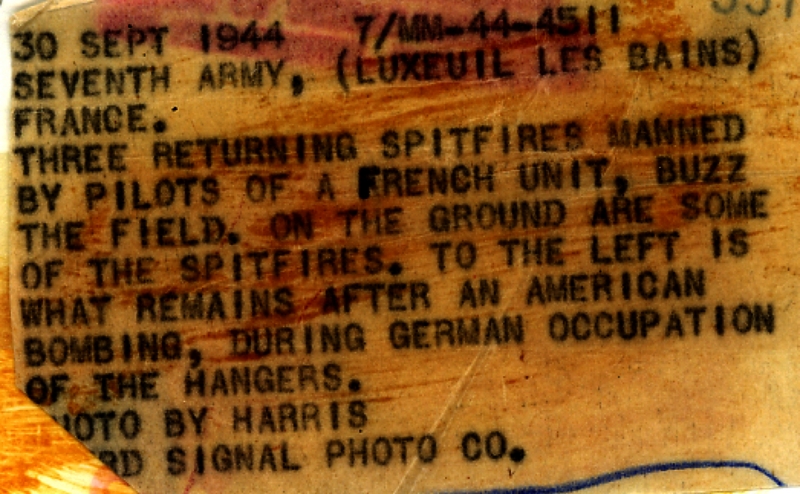 30 SEPT 1944 7/MM-44-4511
SEVENTH ARMY, (LUXEUIL LES BAINS)
FRANCE.
THREE RETURNING SPITFIRES MANNED
BY PILOTS OF A FRENCH UNIT, BUZZ
THE FIELD. ON THE GROUND ARE SOME
OF THE SPITFIRES. TO THE LEFT IS
WHAT REMAINS AFTER AN AMERICAN
BOMBING, DURING GERMAN OCCUPATION
OF THE HANGERS.
PHOTO BY HARRIS
SIGNAL PHOTO CO.